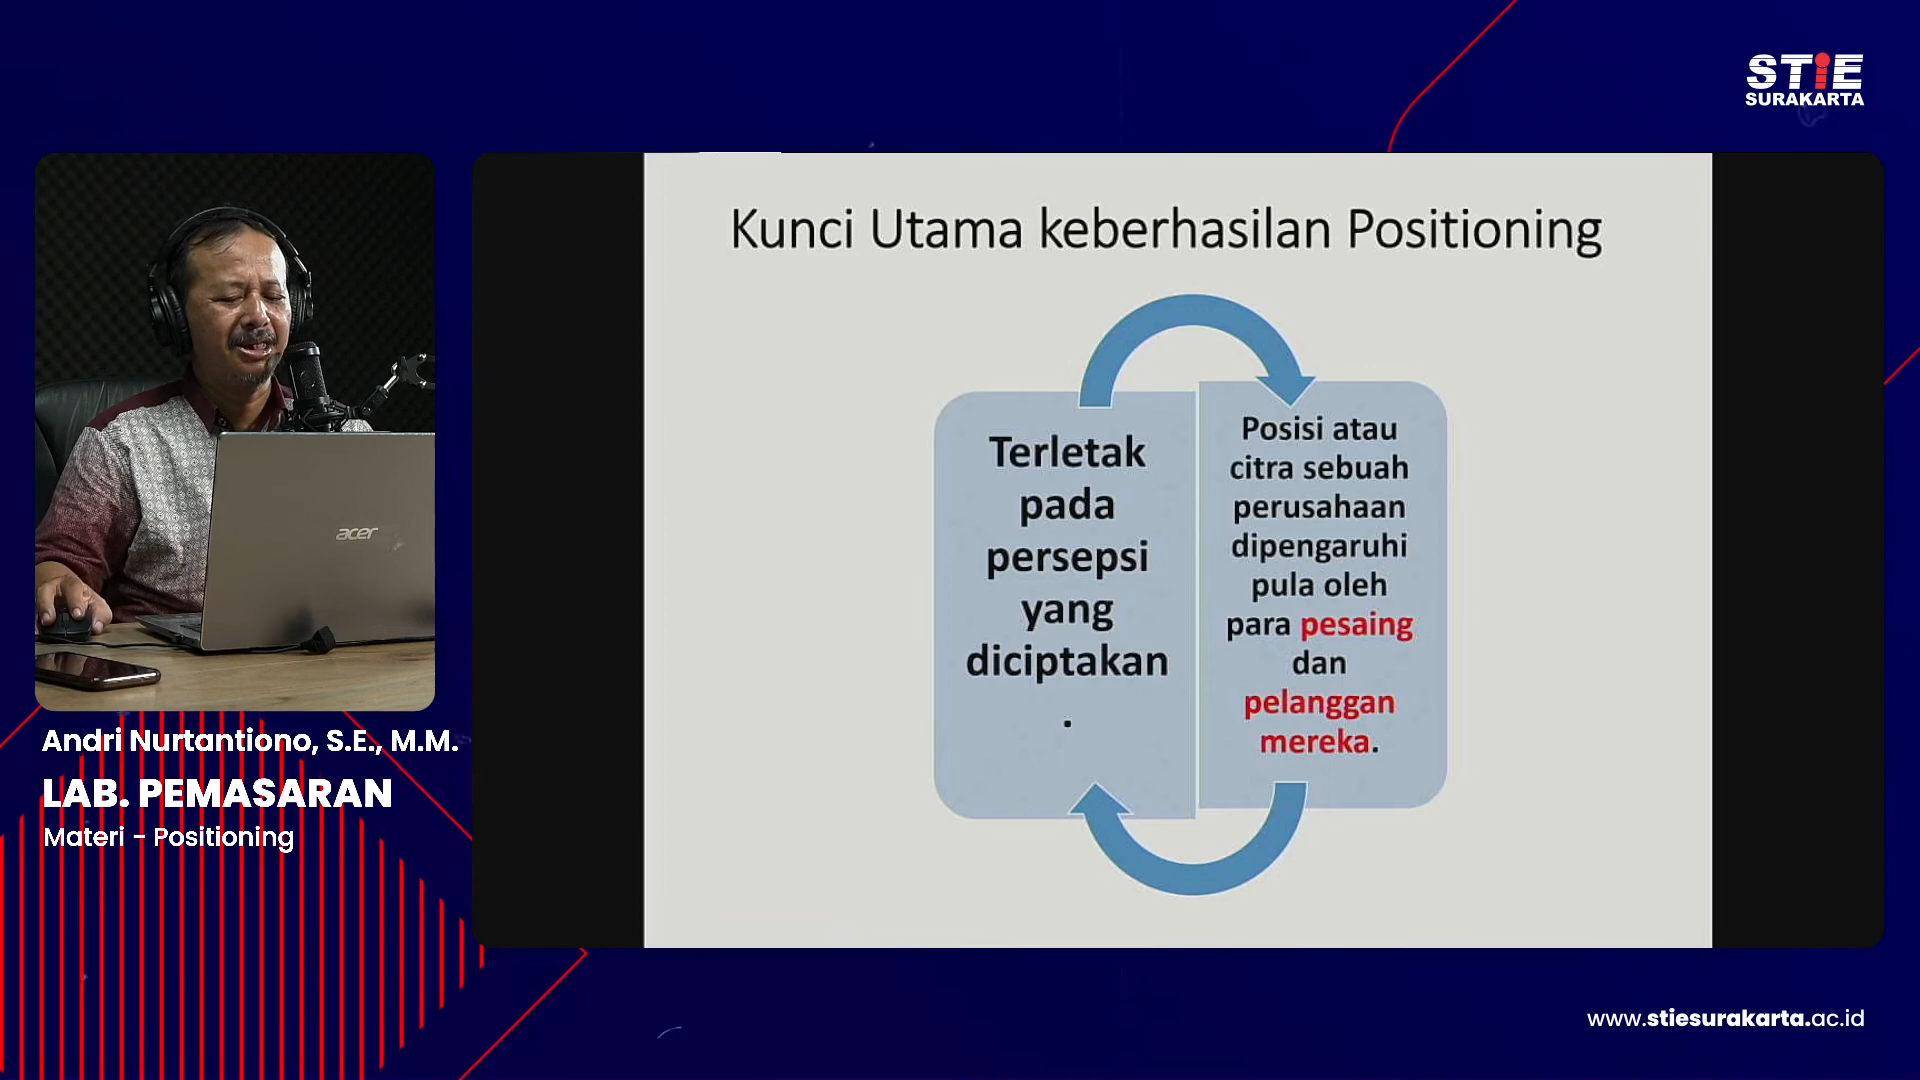 STiE
SURAKARTA
Kunci Utama keberhasilan Positioning
Terletak
pada
persepsi
yang
diciptakan
.
Posisi atau
citra sebuah
perusahaan
dipengaruhi
pula oleh
para pesaing
dan
pelanggan
mereka.
acer
Andri Nurtantiono, S.E., M.M.
LAB. PEMASARAN
Materi - Positioning
www.stiesurakarta.ac.id